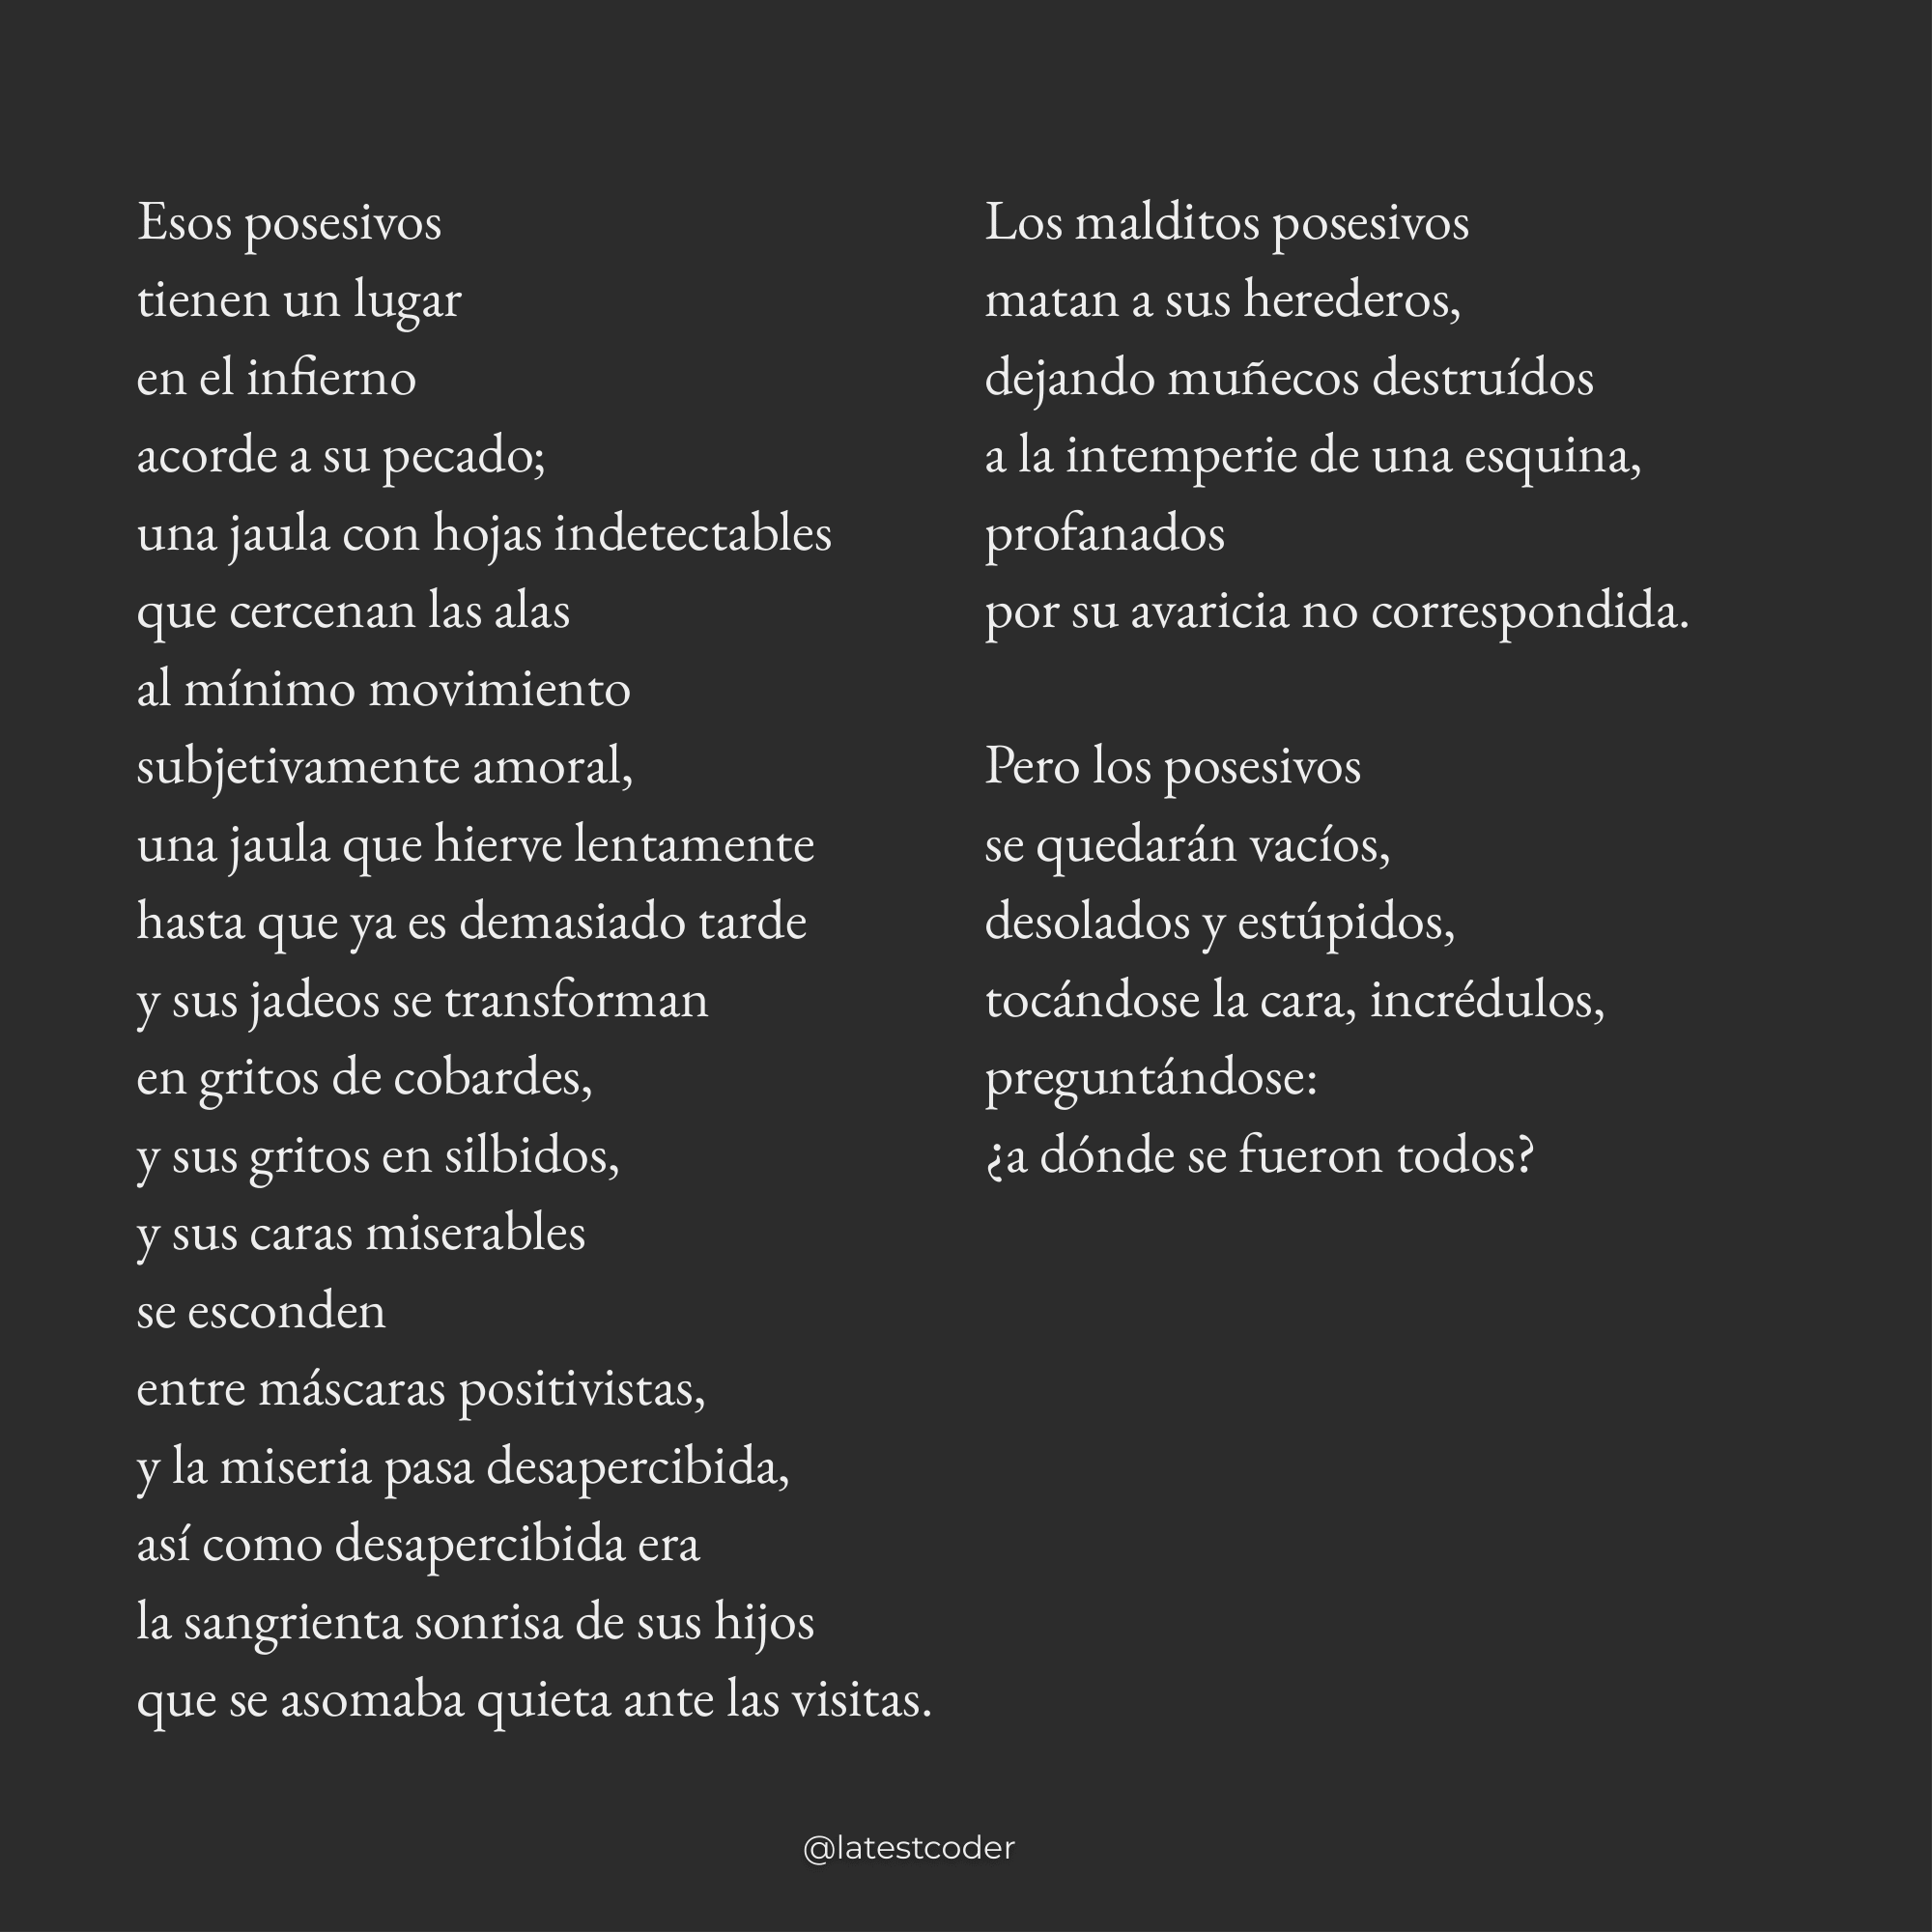 Esos posesivos
tienen un lugar
en el infierno
acorde a su pecado;
una jaula con hojas indetectables
que cercenan las alas
al mínimo movimiento
subjetivamente amoral,
una jaula que hierve lentamente
hasta que ya es demasiado tarde
y sus jadeos se transforman
en gritos de cobardes,
y sus gritos en silbidos,
y sus caras miserables
se esconden
entre máscaras positivistas,
y la miseria pasa desapercibida,
así como desapercibida era
la sangrienta sonrisa de sus hijos
que se asomaba quieta ante las visitas.
Los malditos posesivos
matan a sus herederos,
dejando muñecos destruídos
a la intemperie de una esquina,
profanados
por su avaricia no correspondida.
Pero los posesivos
se quedarán vacíos,
desolados y estúpidos,
tocándose la cara, incrédulos,
preguntándose:
¿a dónde se fueron todos?
@latestcoder